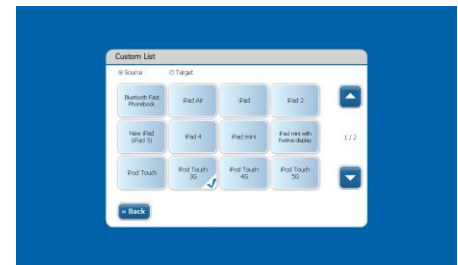 Custom List
Source Target
Bluetooth Fast
Phonebook
iPad Air
iPad
iPad 2
New iPad
(iPad 3)
iPad 4
iPad mini
iPad mini with
Retina display
1/2
iPod Touch
iPod Touch
3G
iPod Touch
4G
iPod Touch
5G
« Back